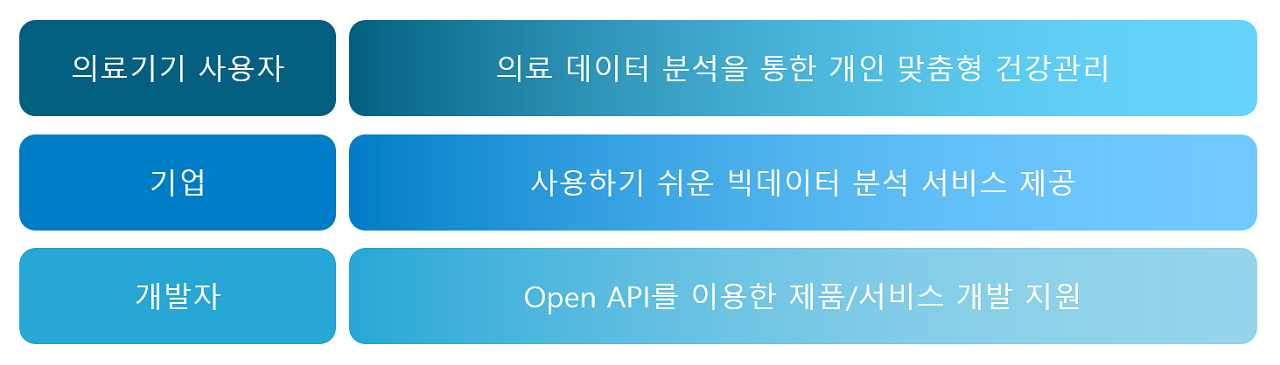 의료기기 사용자
의료 데이터 분석을 통한 개인 맞춤형 건강관리
기업
사용하기 쉬운 빅데이터 분석 서비스 제공
개발자
Open API를 이용한 제품/서비스 개발 지원